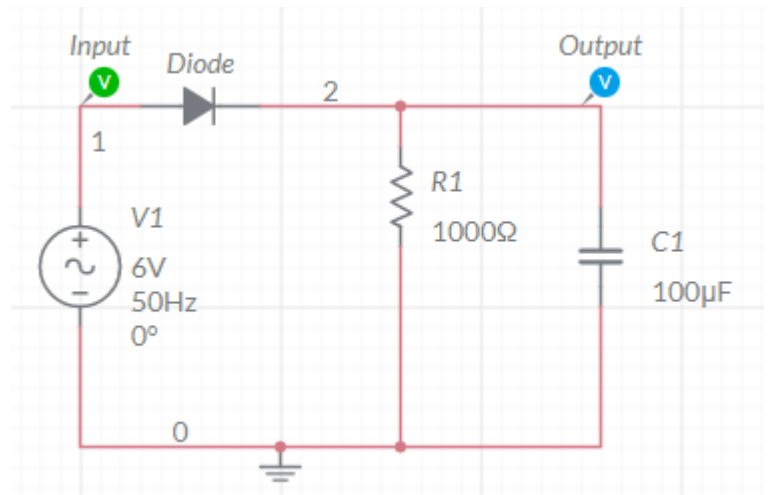 Input
Output
Diode
V
V
2
1
R1
1000Ω
V1
6V
50Hz
0°
C1
100µF
0